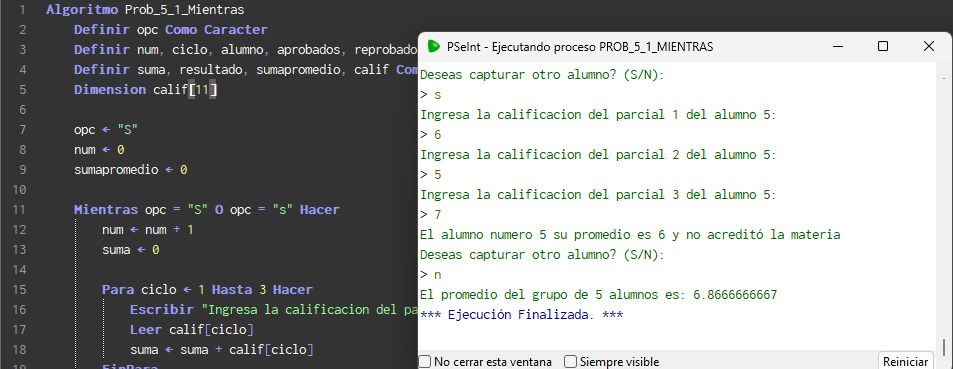 1 Algoritmo Prob_5_1_Mientras
2 Definir opc Como Caracter
3 Definir num, ciclo, alumno, aprobados, reprobado
4 Definir suma, resultado, sumapromedio, calif Com
5 Dimension calif[11]
6
7 opc ← "S"
8 num ← 0
9 sumapromedio ← 0
10
11 Mientras opc = "S" O opc = "s" Hacer
12 num ← num + 1
13 suma ← 0
14
15 Para ciclo ← 1 Hasta 3 Hacer
16 Escribir "Ingresa la calificacion del pa
17 Leer calif[ciclo]
18 suma ← suma + calif[ciclo]
19 FinPara
PSeInt - Ejecutando proceso PROB_5_1_MIENTRAS
Deseas capturar otro alumno? (S/N):
> s
Ingresa la calificacion del parcial 1 del alumno 5:
> 6
Ingresa la calificacion del parcial 2 del alumno 5:
> 5
Ingresa la calificacion del parcial 3 del alumno 5:
> 7
El alumno numero 5 su promedio es 6 y no acreditó la materia
Deseas capturar otro alumno? (S/N):
> n
El promedio del grupo de 5 alumnos es: 6.8666666667
*** Ejecución Finalizada. ***
No cerrar esta ventana Siempre visible Reiniciar